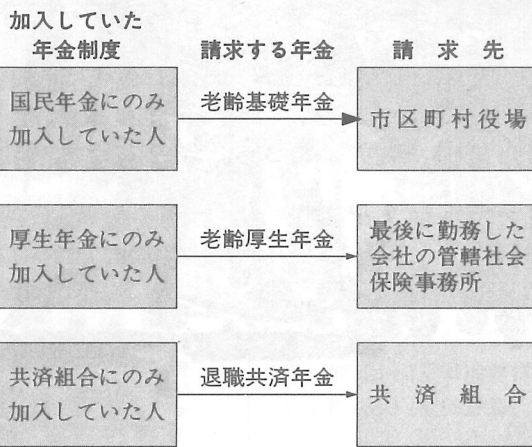 加入していた
年金制度
請求する年金
請求先
国民年金にのみ
加入していた人
老齢基礎年金
市区町村役場
厚生年金にのみ
加入していた人
老齢厚生年金
最後に勤務した
会社の管轄社会
保険事務所
共済組合にのみ
加入していた人
退職共済年金
共済組合